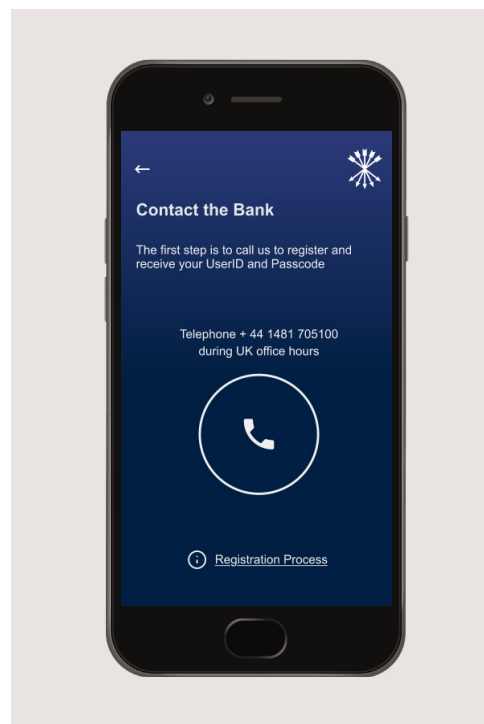 Contact the Bank
The first step is to call us to register and
receive your UserID and Passcode
Telephone + 44 1481 705100
during UK office hours
Registration Process